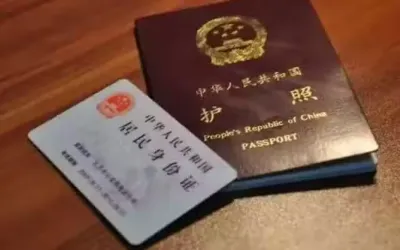 中华人民共和国
护照
People's Republic of China
PASSPORT
中华人民共和国
居民身份证